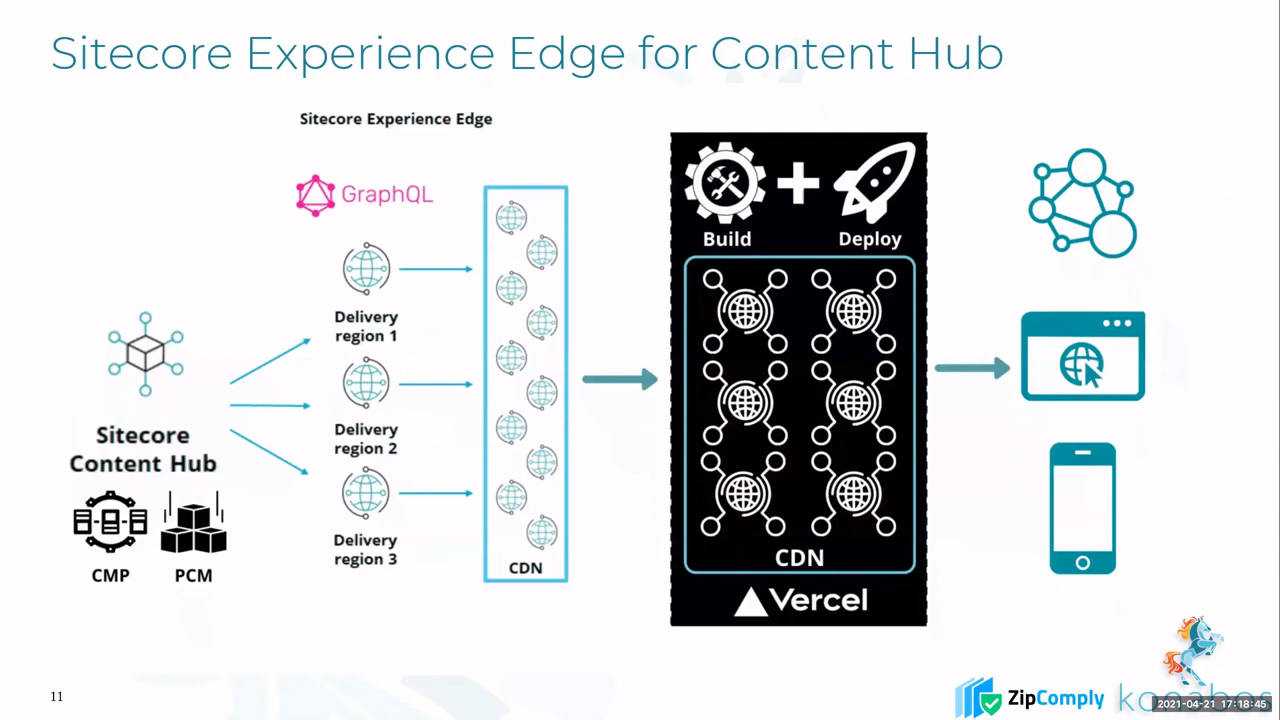 Sitecore Experience Edge for Content Hub
Sitecore Experience Edge
GraphQL
Delivery
region 1
Delivery
region 2
Delivery
region 3
CDN
Sitecore
Content Hub
CMP
PCM
Build
Deploy
CDN
Vercel
11
ZipComply
2021-04-21 17:18:45